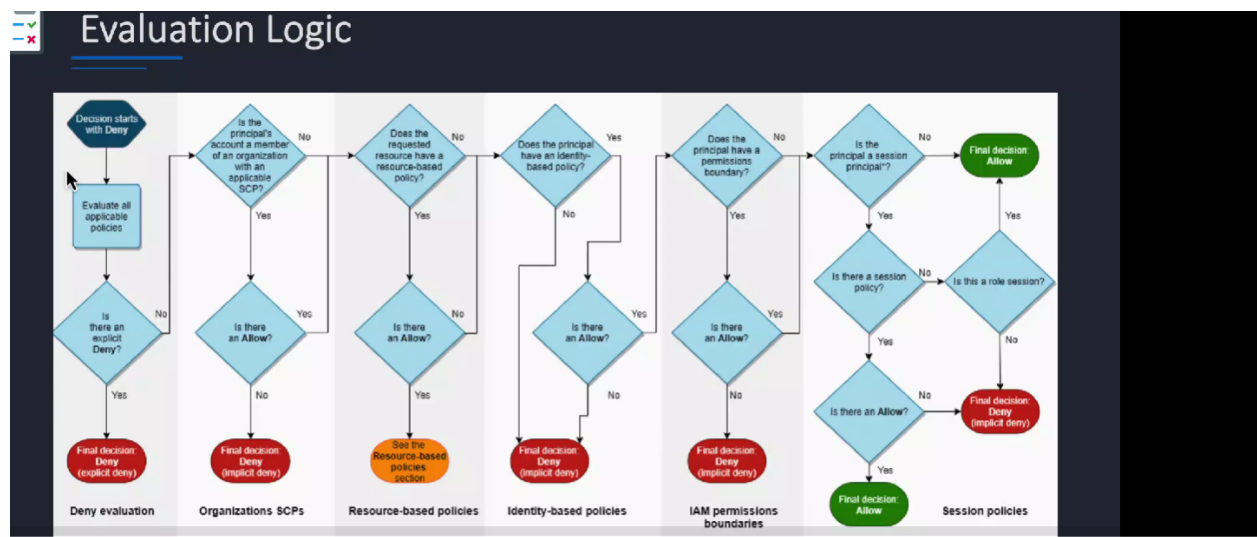 Evaluation Logic
Decision starts
with Deny
Evaluate all
applicable
policies
Is
there an
explicit
Deny?
No
Yes
Final decision:
Deny
(explicit deny)
Deny evaluation
Is the
principal's
account a member
of an organization
with an
applicable
SCP?
No
Yes
Is there
an Allow?
Yes
No
Final decision:
Deny
(implicit deny)
Organizations SCPs
Does the
requested
resource have a
resource-based
policy?
No
Yes
Is there
an Allow?
No
Yes
See the
Resource-based
policies
section
Resource-based policies
Does the principal
have an identity-
based policy?
Yes
No
Is there
an Allow?
Yes
No
Final decision:
Deny
(implicit deny)
Identity-based policies
Does the
principal have a
permissions
boundary?
No
Yes
Is there
an Allow?
Yes
No
Final decision:
Deny
(implicit deny)
IAM permissions
boundaries
Is the
principal a session
principal*?
No
Yes
Final decision:
Allow
Is there a session
policy?
No
Yes
Is this a role session?
Yes
No
Is there an Allow?
No
Yes
Final decision:
Deny
(implicit deny)
Final decision:
Allow
Session policies